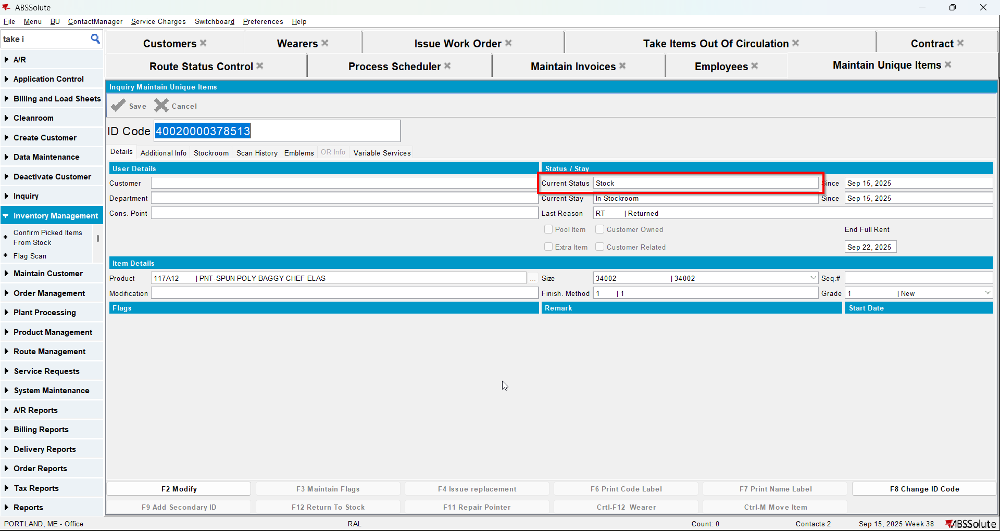 ABSSolute
File Menu BU ContactManager Service Charges Switchboard Preferences Help
take i
Customers Wearers Issue Work Order Take Items Out Of Circulation Contract
Route Status Control Process Scheduler Maintain Invoices Employees Maintain Unique Items
A/R
Application Control
Billing and Load Sheets
Cleanroom
Create Customer
Data Maintenance
Deactivate Customer
Inquiry
Inventory Management
Confirm Picked Items
From Stock
Flag Scan
Maintain Customer
Order Management
Plant Processing
Product Management
Route Management
Service Requests
System Maintenance
A/R Reports
Billing Reports
Delivery Reports
Order Reports
Tax Reports
Reports
Inquiry Maintain Unique Items
Save Cancel
ID Code 40020000378513
Details Additional Info Stockroom Scan History Emblems OR Info Variable Services
User Details Status / Stay
Customer Current Status Stock Since Sep 15, 2025
Department Current Stay In Stockroom Since Sep 15, 2025
Cons. Point Last Reason RT | Returned
Pool Item Customer Owned End Full Rent
Extra Item Customer Related Sep 22, 2025
Item Details
Product 117A12 | PNT-SPUN POLY BAGGY CHEF ELAS ... Size 34002 | 34002 Seq.#
Modification Finish. Method 1 | 1 Grade 1 | New
Flags Remark Start Date
F2 Modify F3 Maintain Flags F4 Issue replacement F6 Print Code Label F7 Print Name Label F8 Change ID Code
F9 Add Secondary ID F12 Return To Stock F11 Repair Pointer Crtl-F12 Wearer Ctrl-M Move Item
PORTLAND, ME - Office RAL Count: 0 Contacts 2 Sep 15, 2025 Week 38 ABSSolute